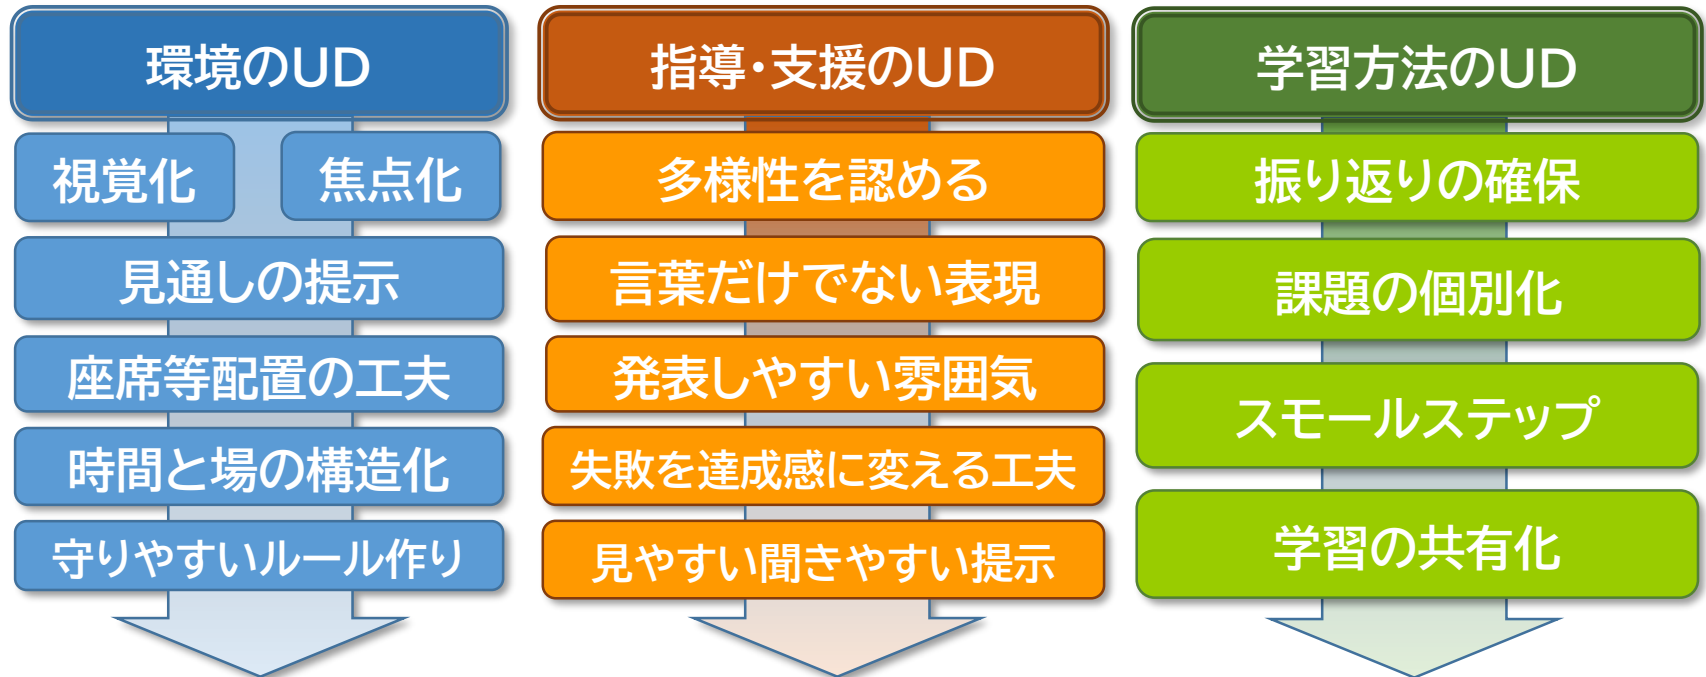 環境のUD
視覚化
焦点化
見通しの提示
座席等配置の工夫
時間と場の構造化
守りやすいルール作り
指導・支援のUD
多様性を認める
言葉だけでない表現
発表しやすい雰囲気
失敗を達成感に変える工夫
見やすい聞きやすい提示
学習方法のUD
振り返りの確保
課題の個別化
スモールステップ
学習の共有化